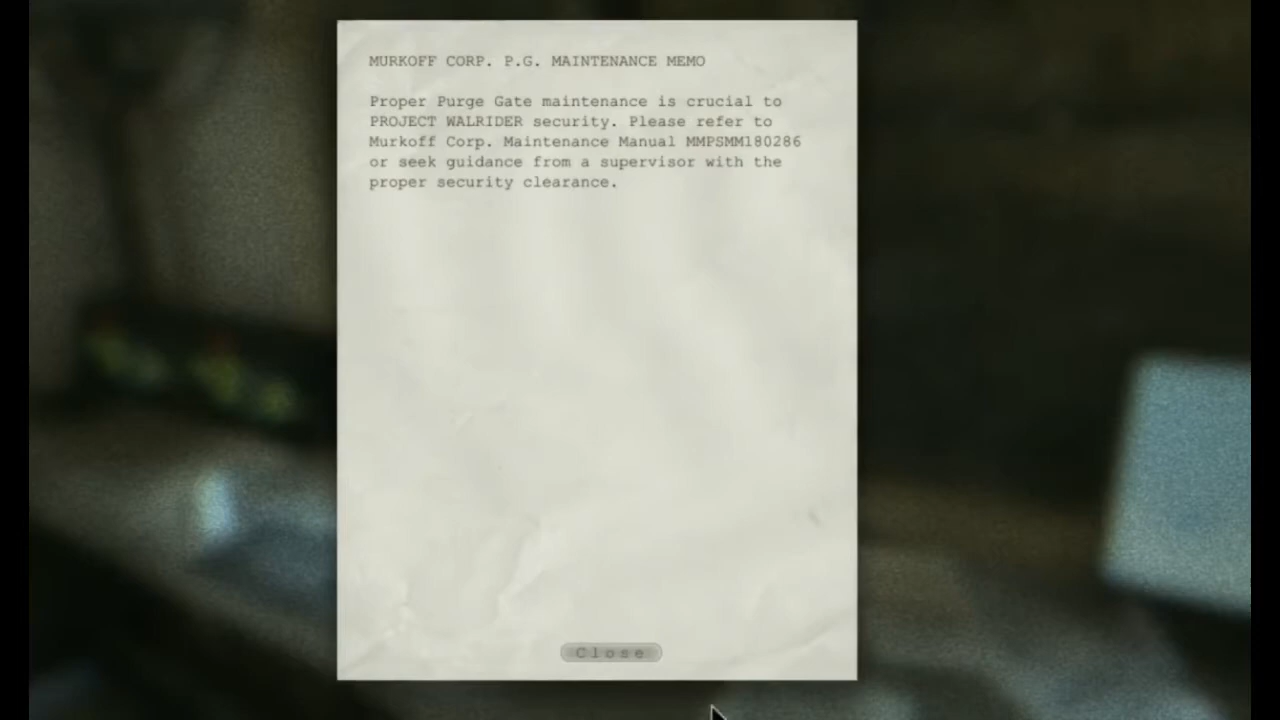 MURKOFF CORP. P.G. MAINTENANCE MEMO
Proper Purge Gate maintenance is crucial to
PROJECT WALRIDER security. Please refer to
Murkoff Corp. Maintenance Manual MMPSMM180286
or seek guidance from a supervisor with the
proper security clearance.
Close